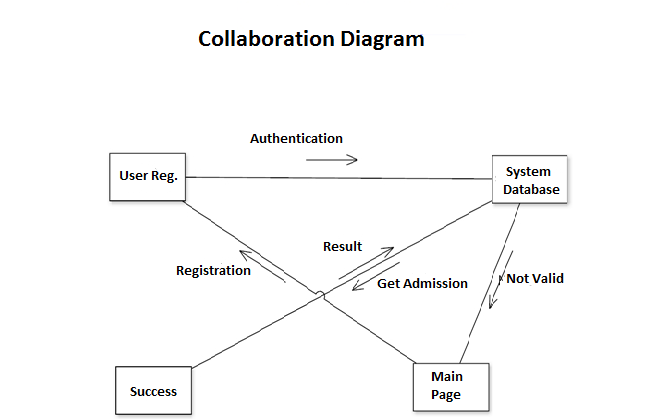 Collaboration Diagram
Authentication
User Reg.
System
Database
Result
Registration
Get Admission
Not Valid
Success
Main
Page